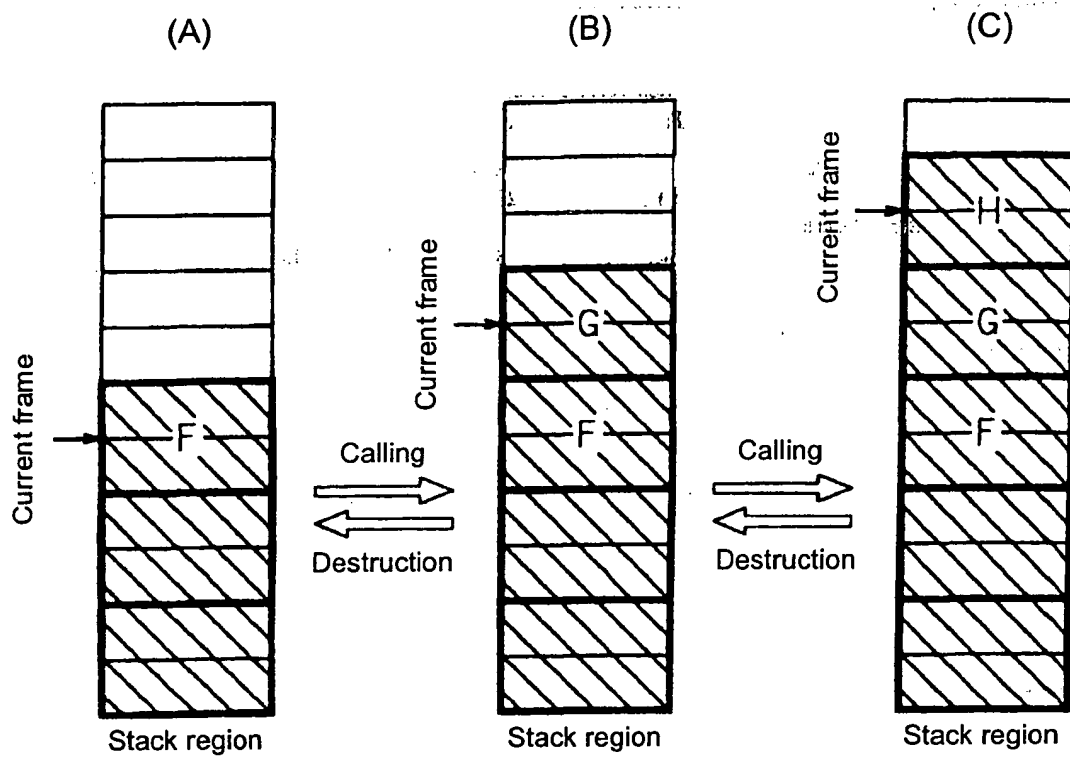 (A)
(B)
(C)
Current frame
F
Stack region
Calling
Destruction
Current frame
G
F
Stack region
Calling
Destruction
Current frame
H
G
F
Stack region